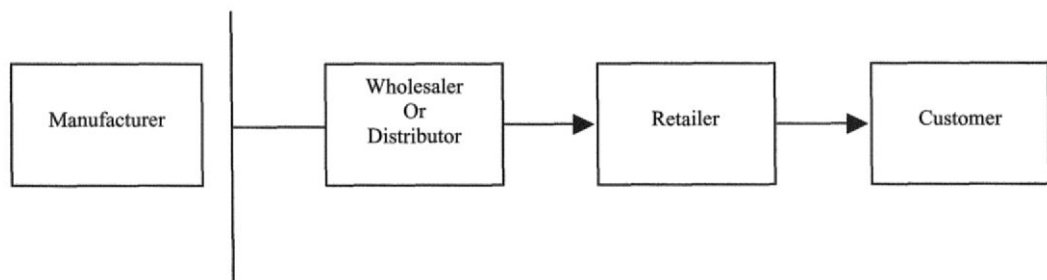 Manufacturer
Wholesaler
Or
Distributor
Retailer
Customer